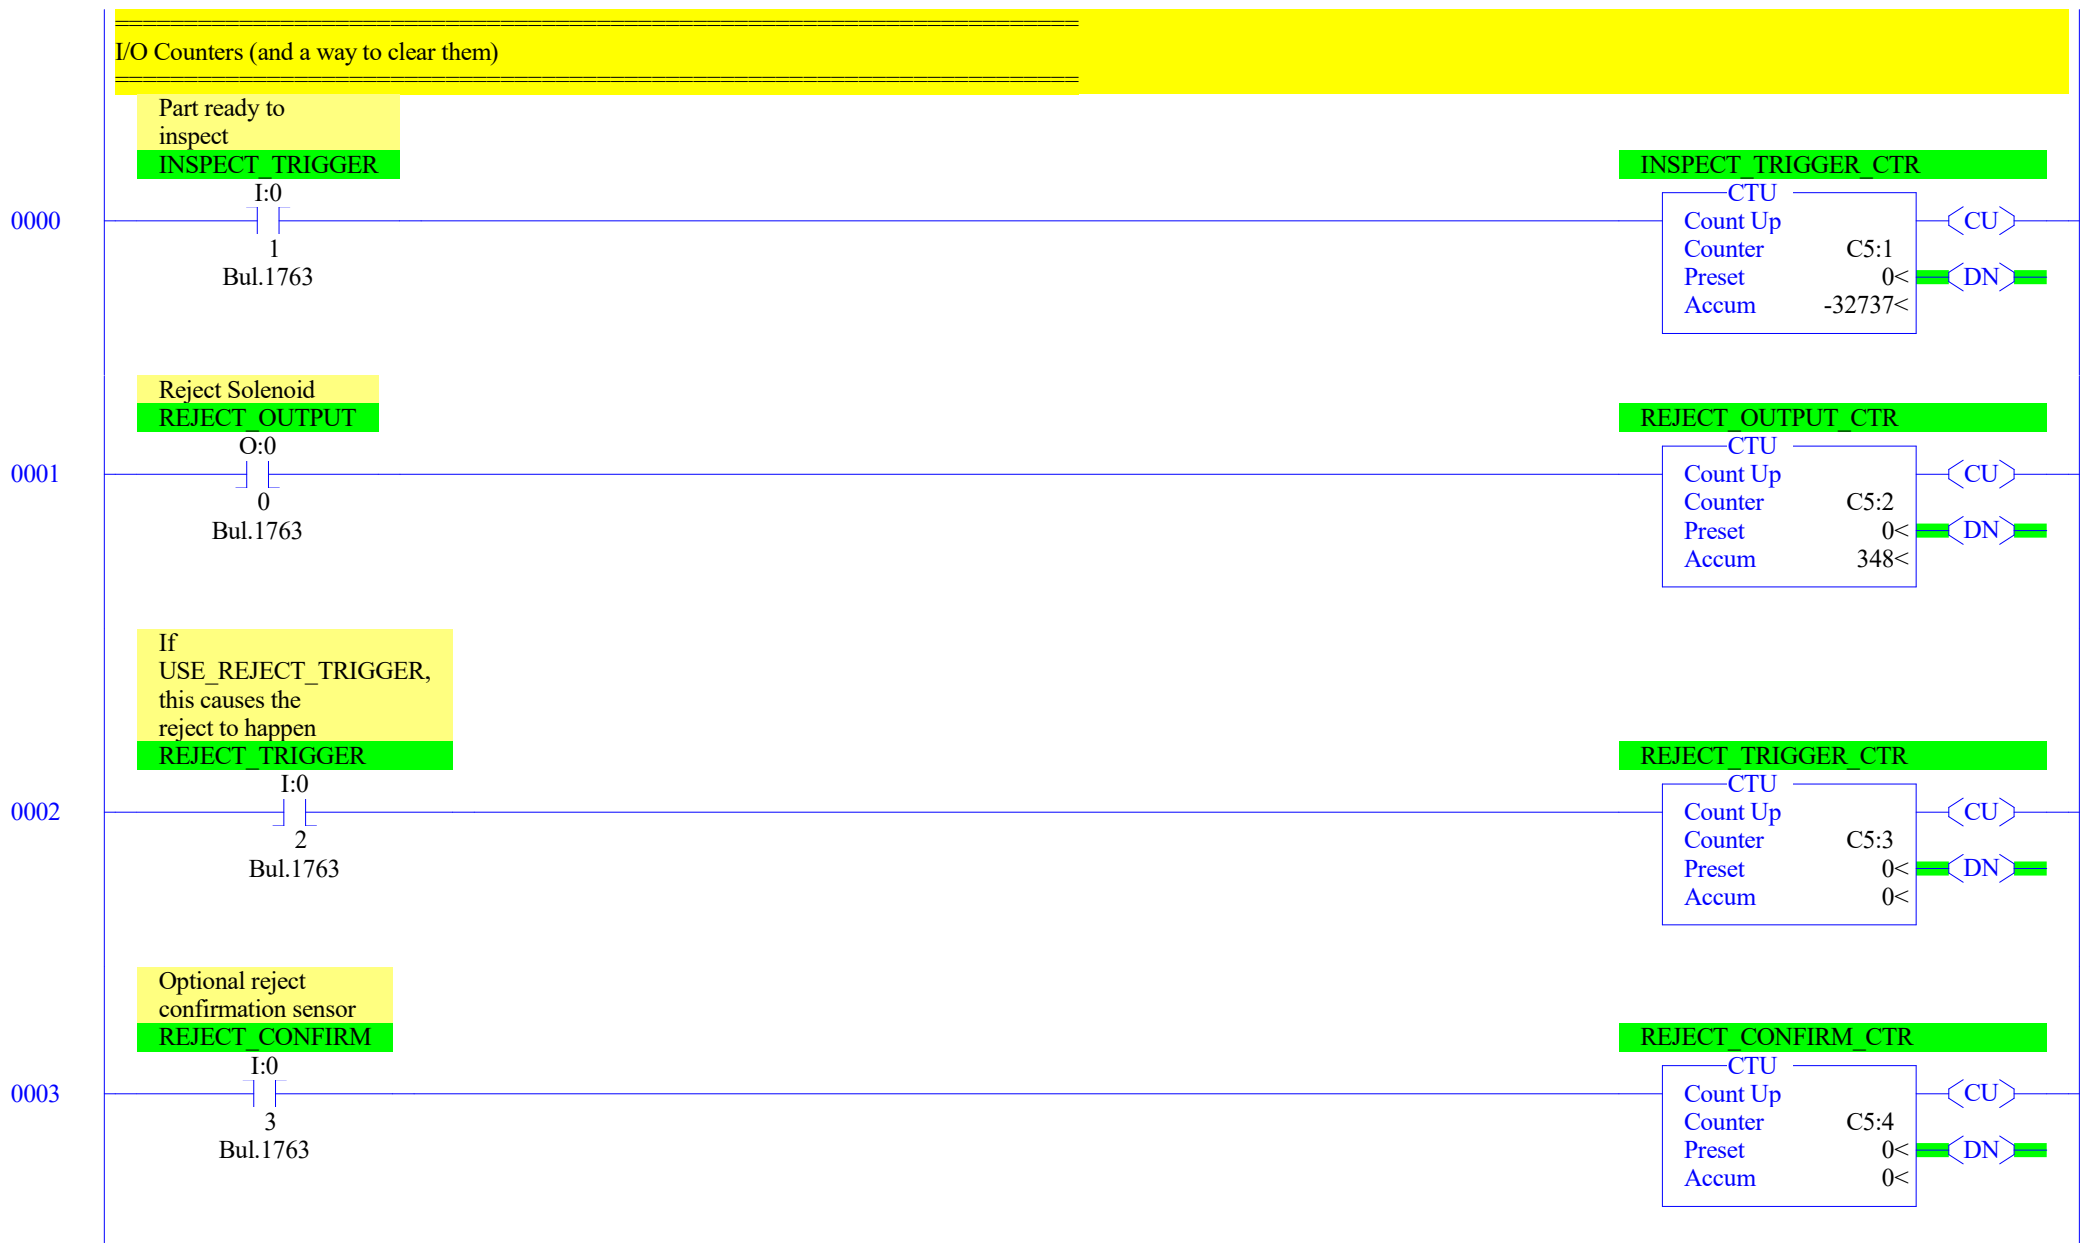 ======================================================================
I/O Counters (and a way to clear them)
======================================================================
Part ready to
inspect
INSPECT_TRIGGER
I:0
0000
1
Bul.1763
INSPECT_TRIGGER_CTR
CTU
Count Up
CU
Counter C5:1
Preset 0<
DN
Accum -32737<
Reject Solenoid
REJECT_OUTPUT
O:0
0001
0
Bul.1763
REJECT_OUTPUT_CTR
CTU
Count Up
CU
Counter C5:2
Preset 0<
DN
Accum 348<
If
USE_REJECT_TRIGGER,
this causes the
reject to happen
REJECT_TRIGGER
I:0
0002
2
Bul.1763
REJECT_TRIGGER_CTR
CTU
Count Up
CU
Counter C5:3
Preset 0<
DN
Accum 0<
Optional reject
confirmation sensor
REJECT_CONFIRM
I:0
0003
3
Bul.1763
REJECT_CONFIRM_CTR
CTU
Count Up
CU
Counter C5:4
Preset 0<
DN
Accum 0<